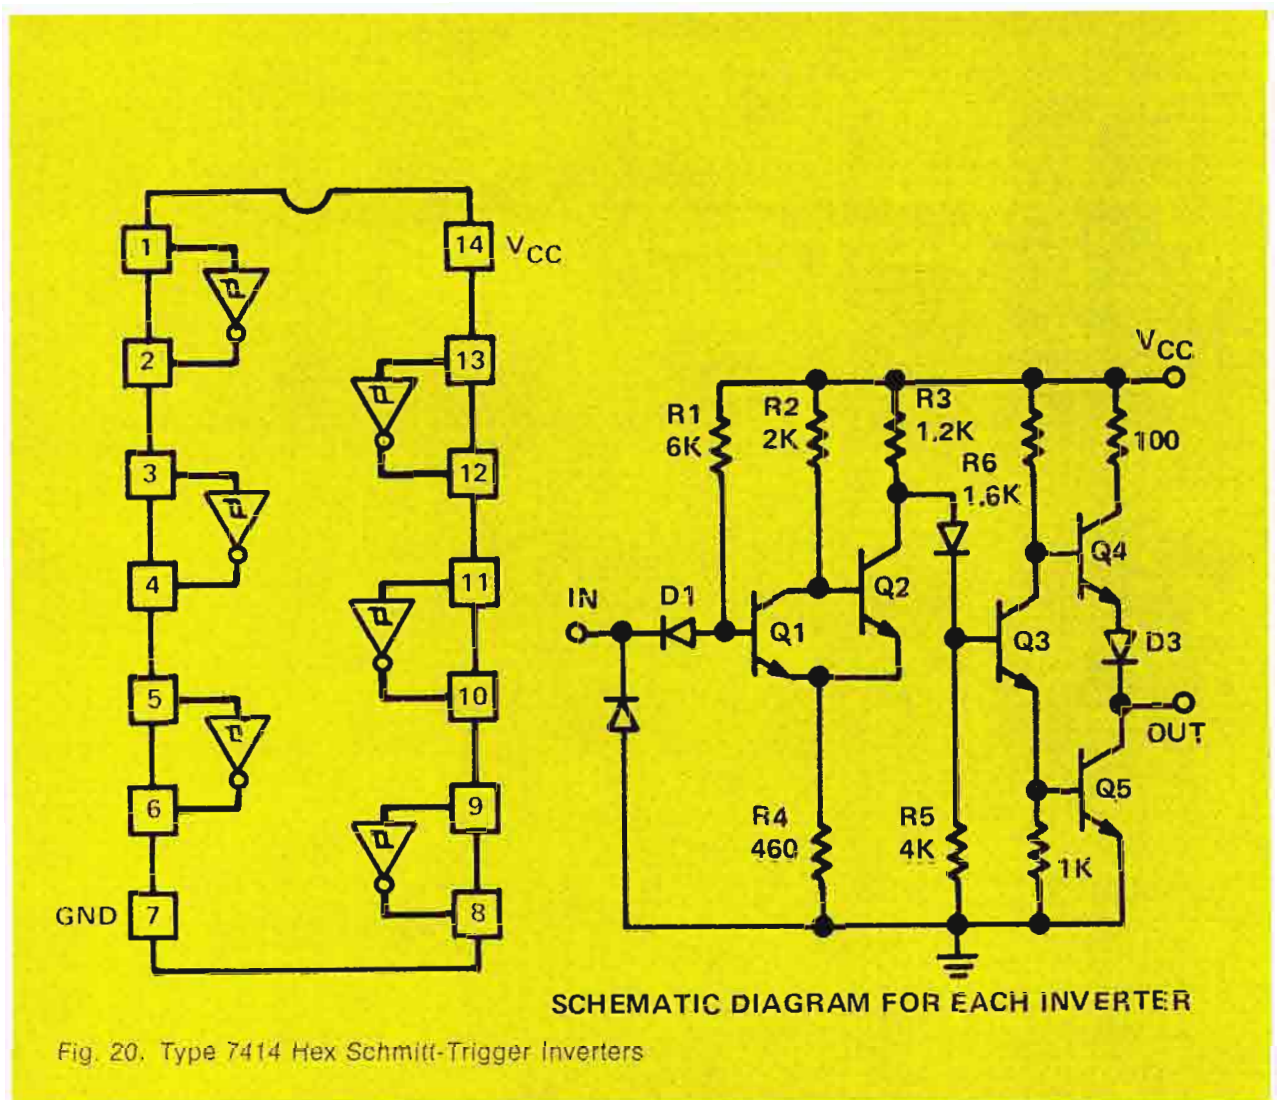 1
14 VCC
2
13
3
12
4
11
5
10
6
9
GND 7
8
VCC
R1
6K
R2
2K
R3
1.2K
R6
1.6K
100
Q4
IN
D1
Q1
Q2
Q3
D3
OUT
Q5
R4
460
R5
4K
1K
SCHEMATIC DIAGRAM FOR EACH INVERTER
Fig. 20. Type 7414 Hex Schmitt-Trigger Inverters